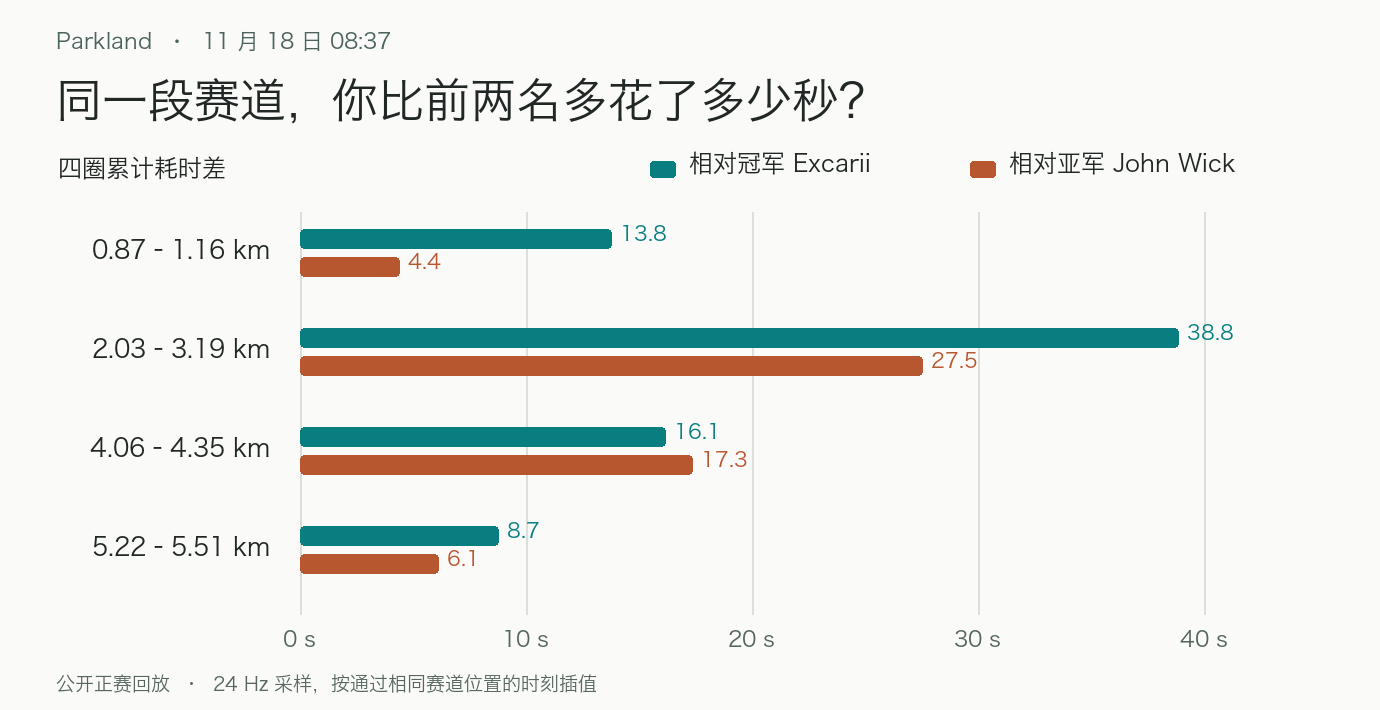 Parkland · 11 月 18 日 08:37
同一段赛道，你比前两名多花了多少秒？
四圈累计耗时差
相对冠军 Excarii
相对亚军 John Wick
0.87 - 1.16 km
13.8
4.4
2.03 - 3.19 km
38.8
27.5
4.06 - 4.35 km
16.1
17.3
5.22 - 5.51 km
8.7
6.1
0 s 10 s 20 s 30 s 40 s
公开正赛回放 · 24 Hz 采样，按通过相同赛道位置的时刻插值